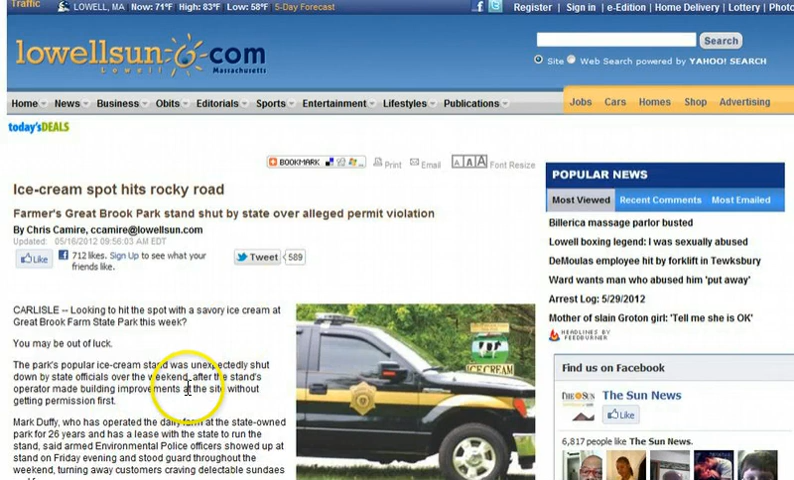 Traffic
LOWELL, MA | Now: 71°F | High: 83°F | Low: 58°F | 5-Day Forecast
Register | Sign in | e-Edition | Home Delivery | Lottery | Photo
lowellsun com
Lowell Massachusetts
Search
Site Web Search powered by YAHOO! SEARCH
Home News Business Obits Editorials Sports Entertainment Lifestyles Publications
Jobs Cars Homes Shop Advertising
today'sDEALS
BOOKMARK Print Email A A A Font Resize
Ice-cream spot hits rocky road
Farmer's Great Brook Park stand shut by state over alleged permit violation
By Chris Camire, ccamire@lowellsun.com
Updated: 05/16/2012 09:56:03 AM EDT
Like 712 likes. Sign Up to see what your
friends like.
Tweet 589
CARLISLE -- Looking to hit the spot with a savory ice cream at
Great Brook Farm State Park this week?
You may be out of luck.
The park's popular ice-cream stand was unexpectedly shut
down by state officials over the weekend, after the stand's
operator made building improvements at the site without
getting permission first.
Mark Duffy, who has operated the dairy farm at the state-owned
park for 26 years and has a lease with the state to run the
stand, said armed Environmental Police officers showed up at
stand on Friday evening and stood guard throughout the
weekend, turning away customers craving delectable sundaes
ICE CREAM
POPULAR NEWS
Most Viewed Recent Comments Most Emailed
Billerica massage parlor busted
Lowell boxing legend: I was sexually abused
DeMoulas employee hit by forklift in Tewksbury
Ward wants man who abused him 'put away'
Arrest Log: 5/29/2012
Mother of slain Groton girl: 'Tell me she is OK'
HEADLINES BY
FEEDBURNER
Find us on Facebook
THE SUN
The Sun News
Like
6,817 people like The Sun News.